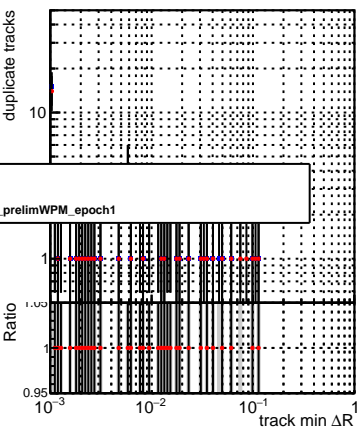 duplicate tracks
10
_prelimWPM_epoch1
1
1.05
Ratio
1
0.95
10⁻³ 10⁻² 10⁻¹ 1
track min ΔR